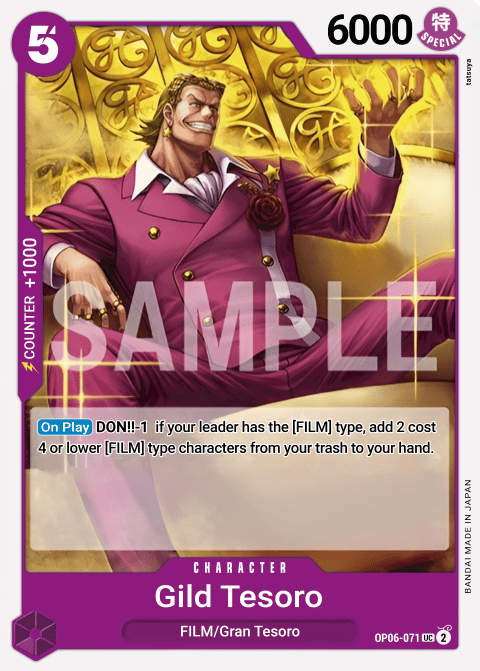 5
6000
特
SPECIAL
tatsuya
COUNTER +1000
SAMPLE
On Play DON!!-1 if your leader has the [FILM] type, add 2 cost
4 or lower [FILM] type characters from your trash to your hand.
BANDAI MADE IN JAPAN
CHARACTER
Gild Tesoro
FILM/Gran Tesoro
OP06-071 UC 2